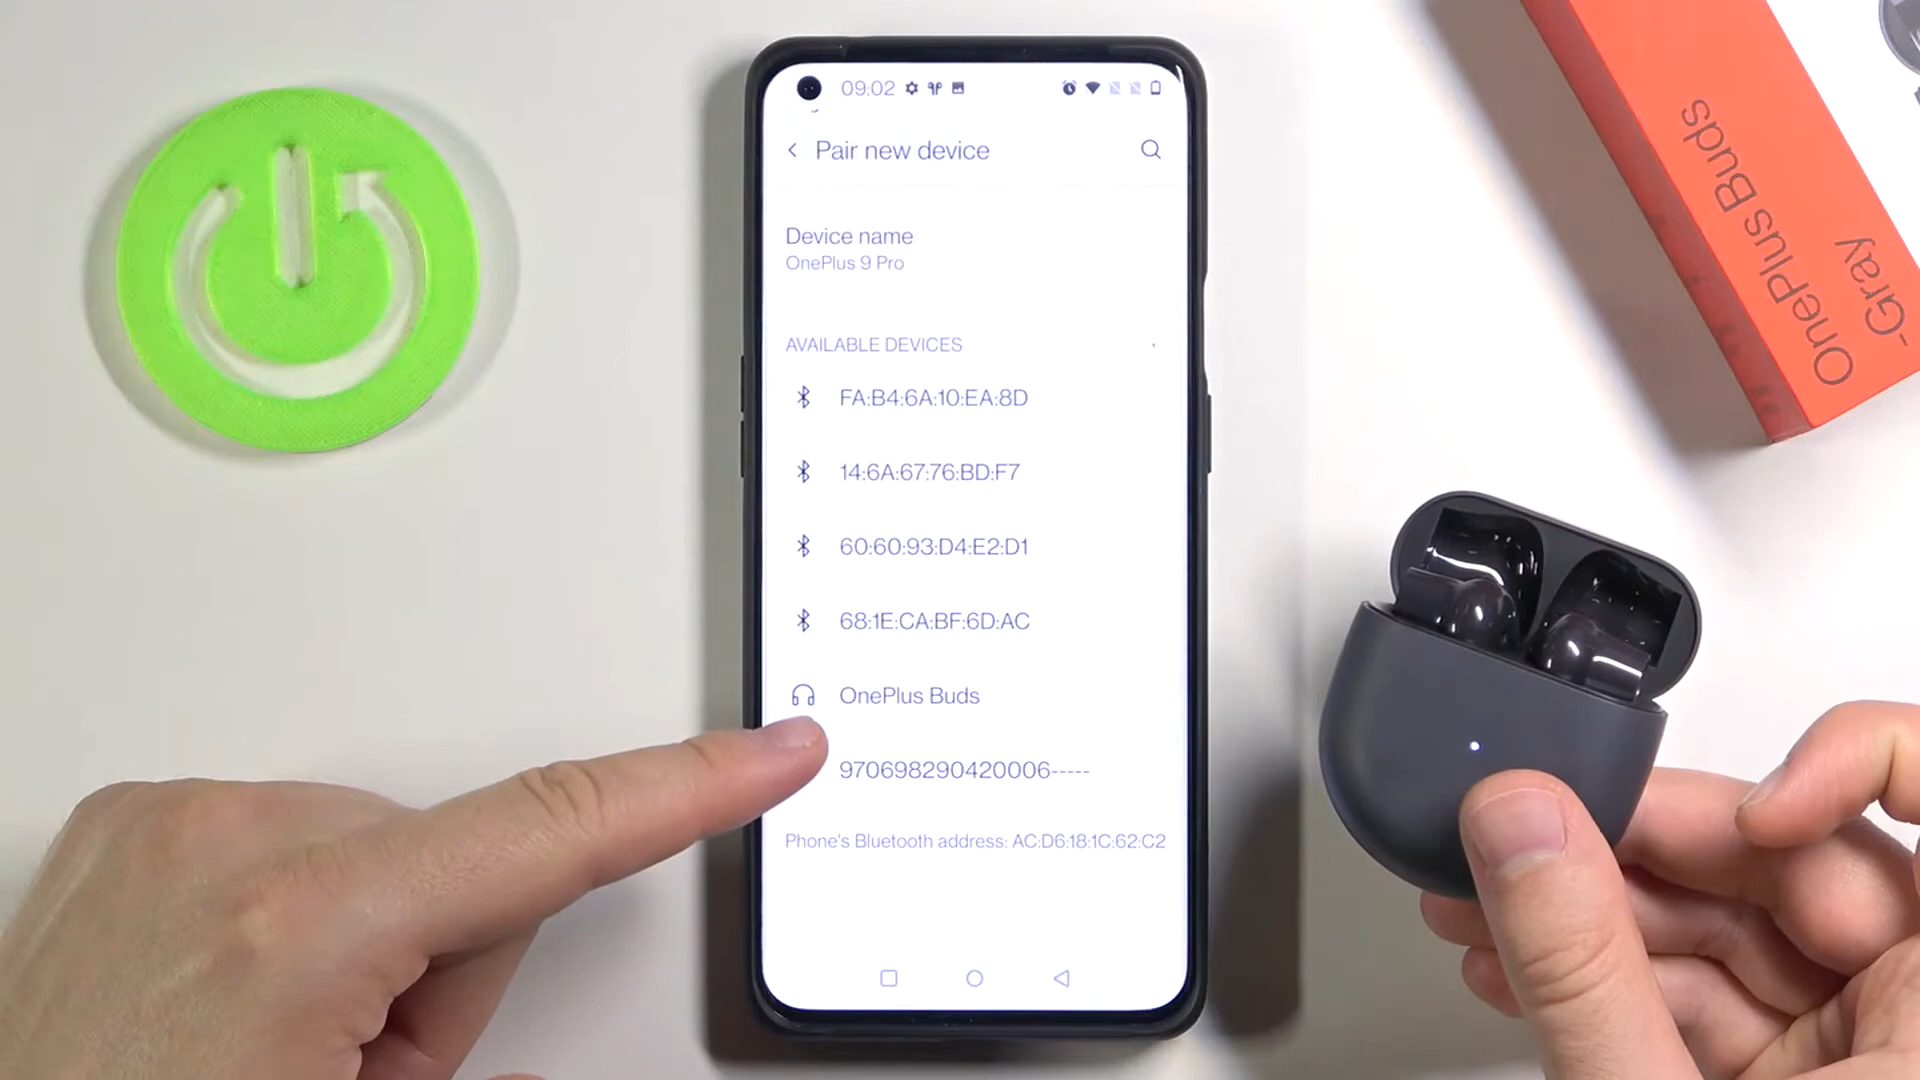 09:02
Pair new device
Device name
OnePlus 9 Pro
AVAILABLE DEVICES
FA:B4:6A:10:EA:8D
14:6A:67:76:BD:F7
60:60:93:D4:E2:D1
68:1E:CA:BF:6D:AC
OnePlus Buds
970698290420006-----
Phone's Bluetooth address: AC:D6:18:1C:62:C2
OnePlus Buds
-Gray